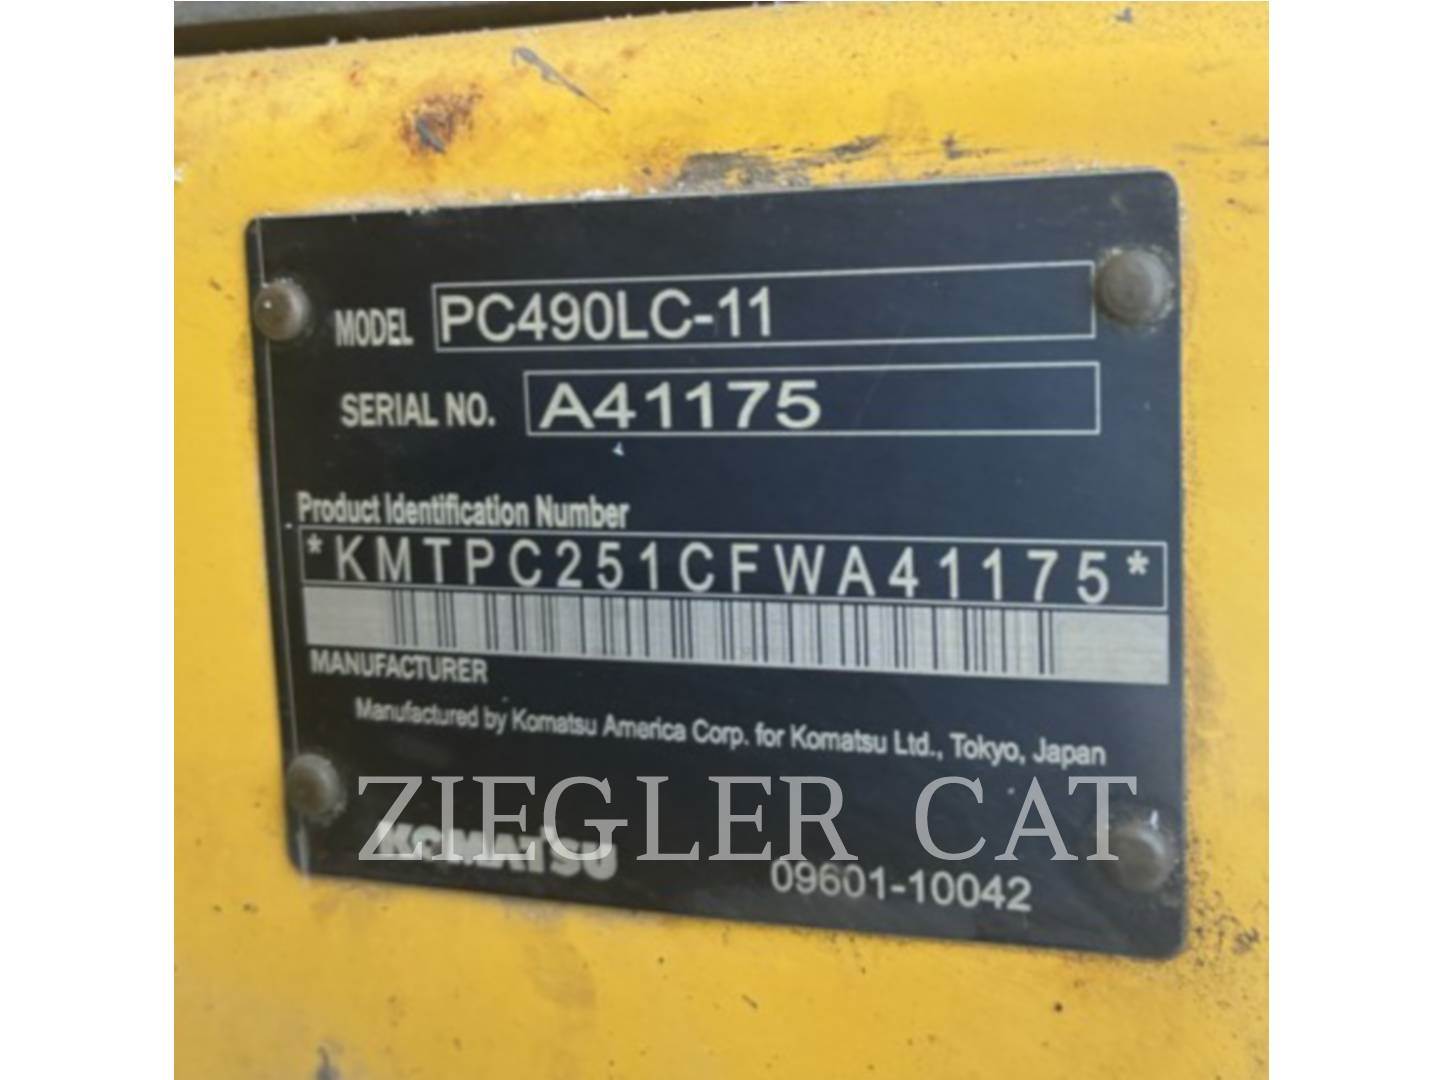 MODEL PC490LC-11
SERIAL NO. A41175
Product Identification Number
*KMTPC251CFWA41175*
MANUFACTURER
Manufactured by Komatsu America Corp. for Komatsu Ltd., Tokyo, Japan
ZIEGLER CAT
KOMATSU
09601-10042